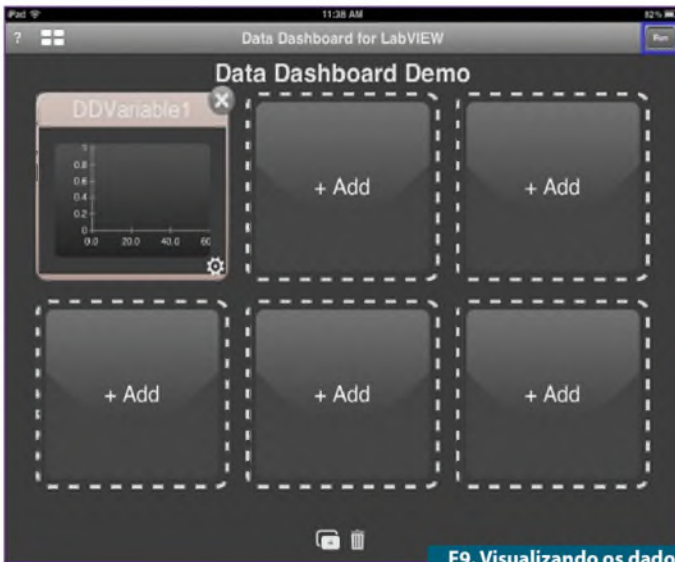 iPad 11:38 AM 82%
? Data Dashboard for LabVIEW Run
Data Dashboard Demo
DDVariable1
+ Add
+ Add
1
0.8
0.6
0.4
0.2
0
0.0 20.0 40.0 60
+ Add
+ Add
+ Add
F9. Visualizando os dado